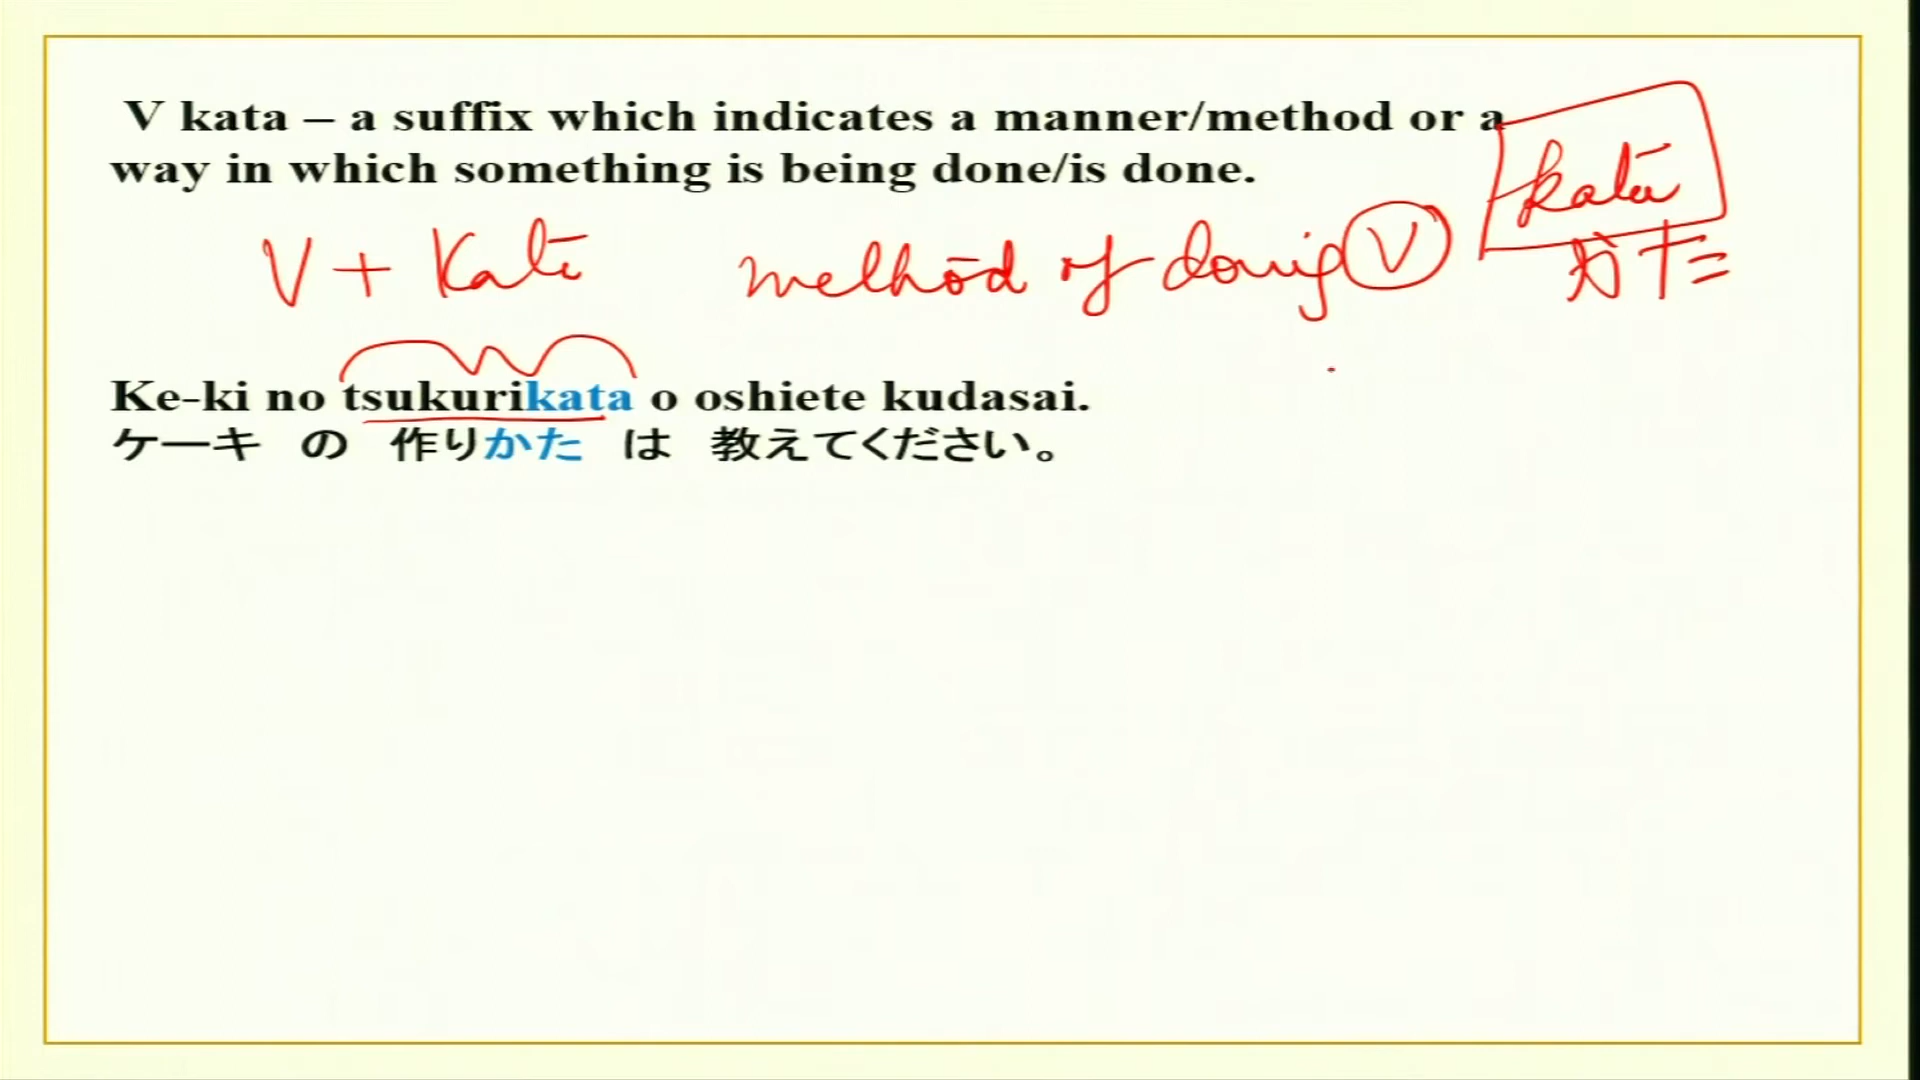 V kata – a suffix which indicates a manner/method or a
way in which something is being done/is done.
kata
かた
V + Kata method of doing V
Ke-ki no tsukurikata o oshiete kudasai.
ケーキ の 作りかた は 教えてください。